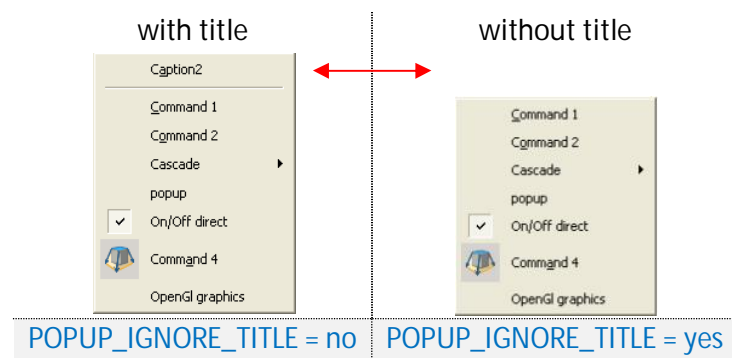 with title
Caption2
Command 1
Command 2
Cascade
popup
On/Off direct
Command 4
OpenGl graphics
POPUP_IGNORE_TITLE = no
without title
Command 1
Command 2
Cascade
popup
On/Off direct
Command 4
OpenGl graphics
POPUP_IGNORE_TITLE = yes